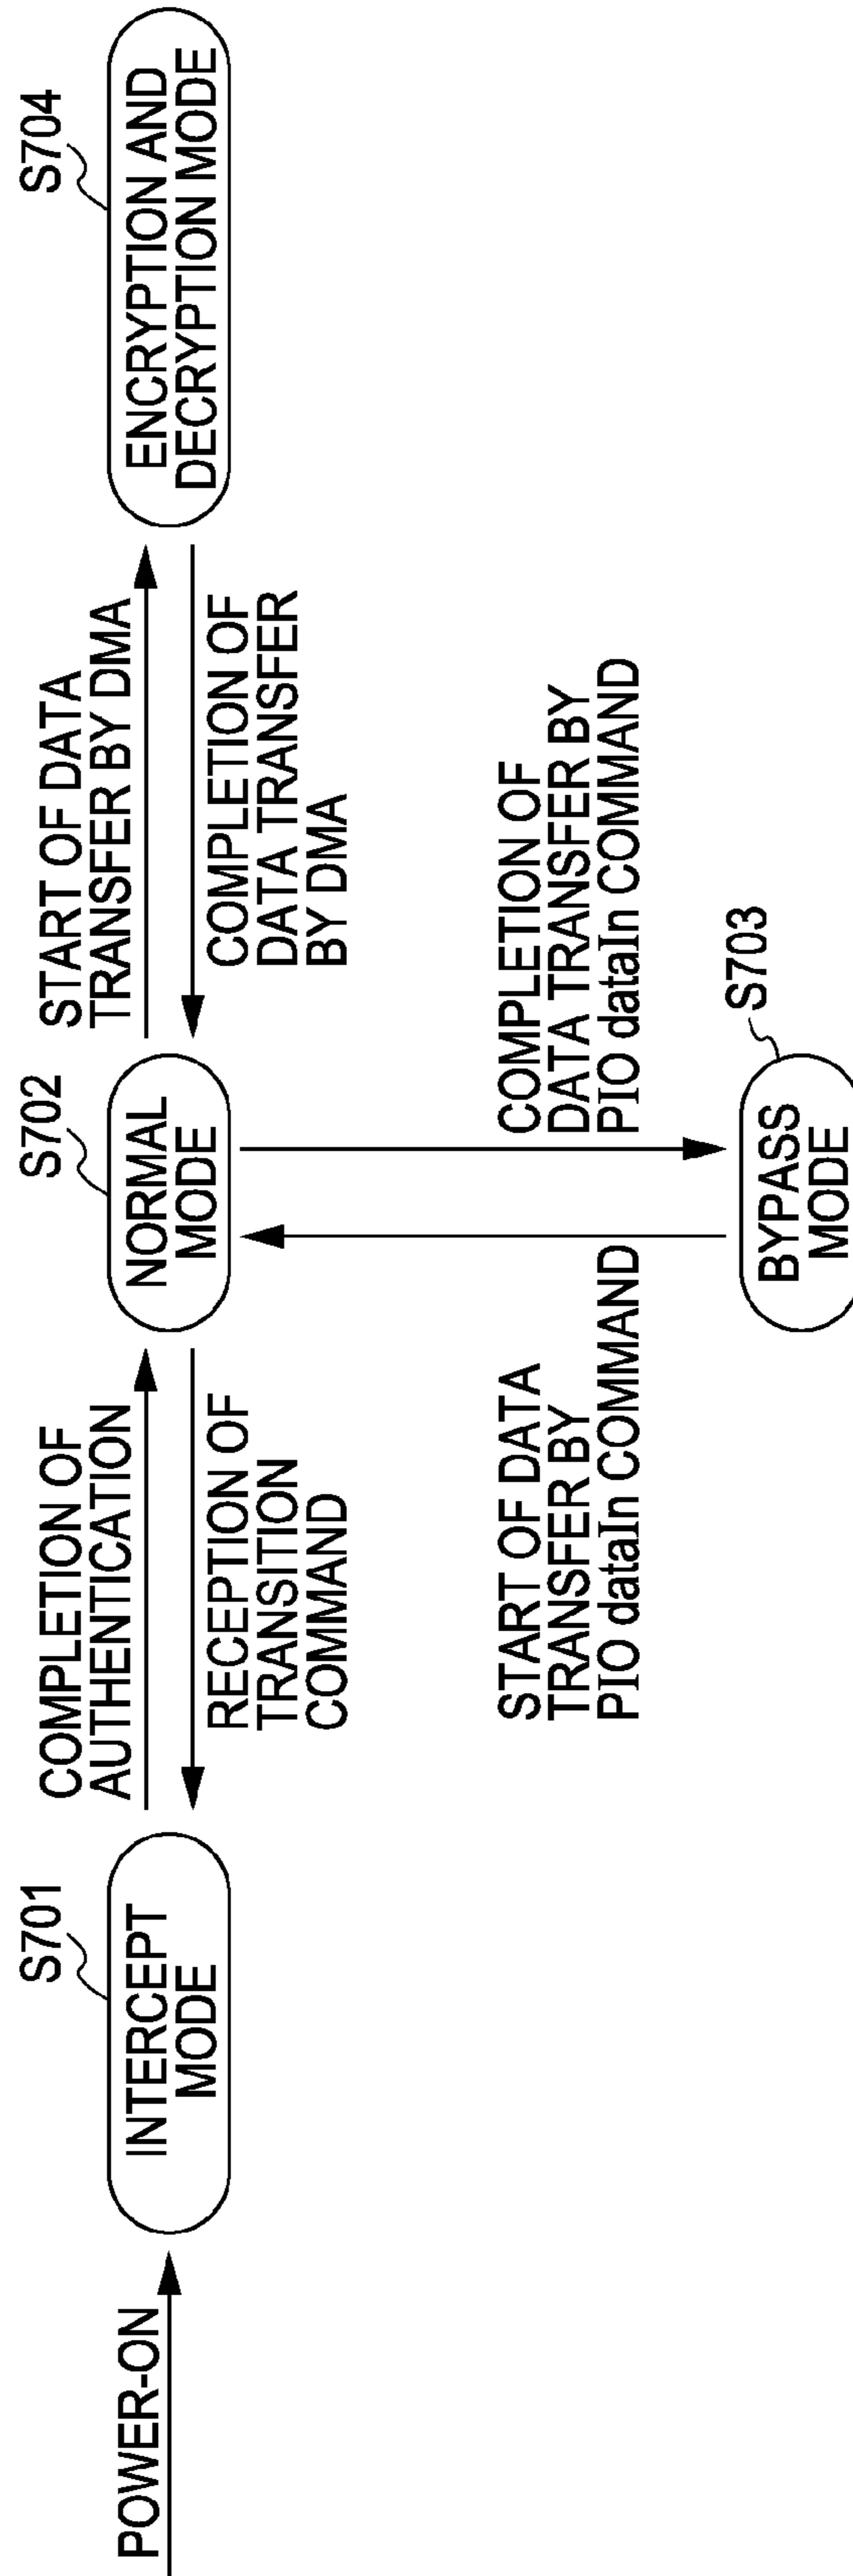 POWER-ON
S701
INTERCEPT
MODE
COMPLETION OF
AUTHENTICATION
RECEPTION OF
TRANSITION
COMMAND
S702
NORMAL
MODE
START OF DATA
TRANSFER BY DMA
COMPLETION OF
DATA TRANSFER
BY DMA
S704
ENCRYPTION AND
DECRYPTION MODE
START OF DATA
TRANSFER BY
PIO dataIn COMMAND
COMPLETION OF
DATA TRANSFER BY
PIO dataIn COMMAND
S703
BYPASS
MODE